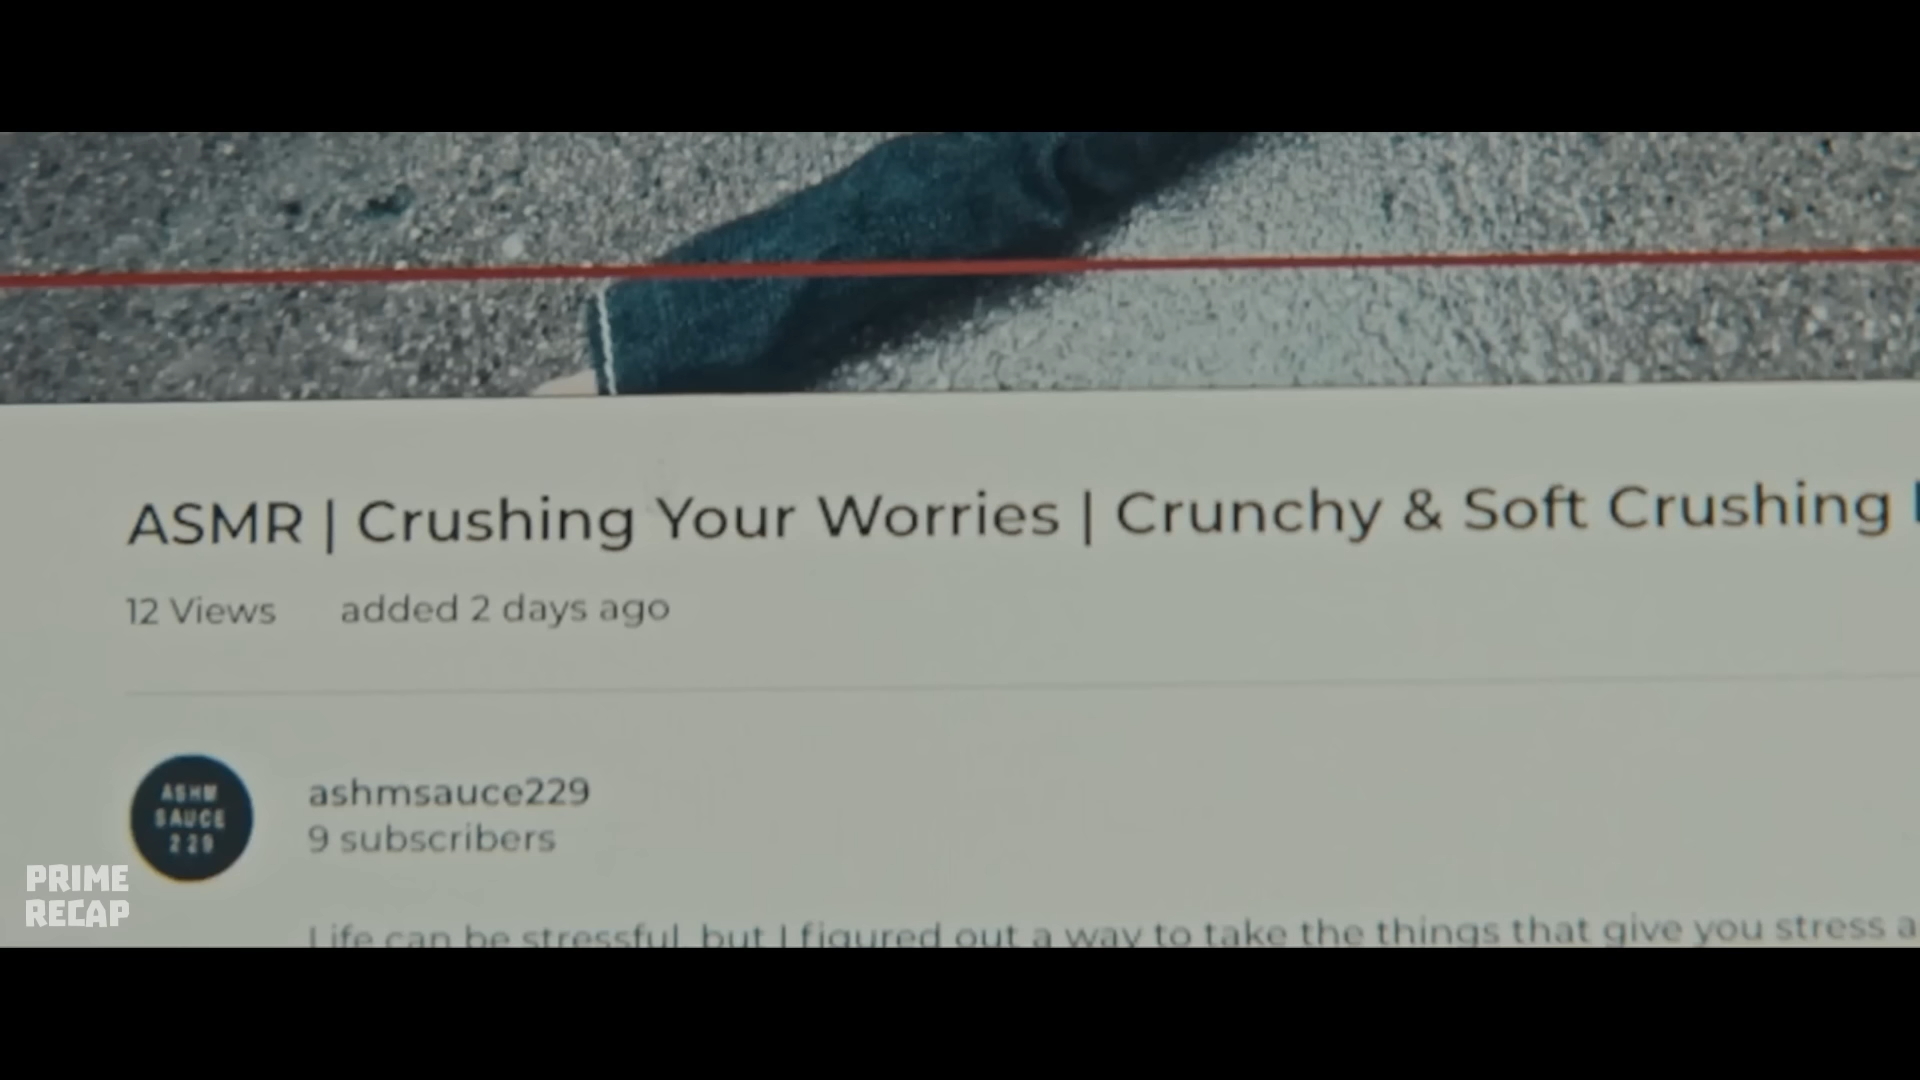 ASMR | Crushing Your Worries | Crunchy & Soft Crushing
12 Views added 2 days ago
ASHM
SAUCE
229
ashmsauce229
9 subscribers
Life can be stressful, but I figured out a way to take the things that give you stress a
PRIME
RECAP